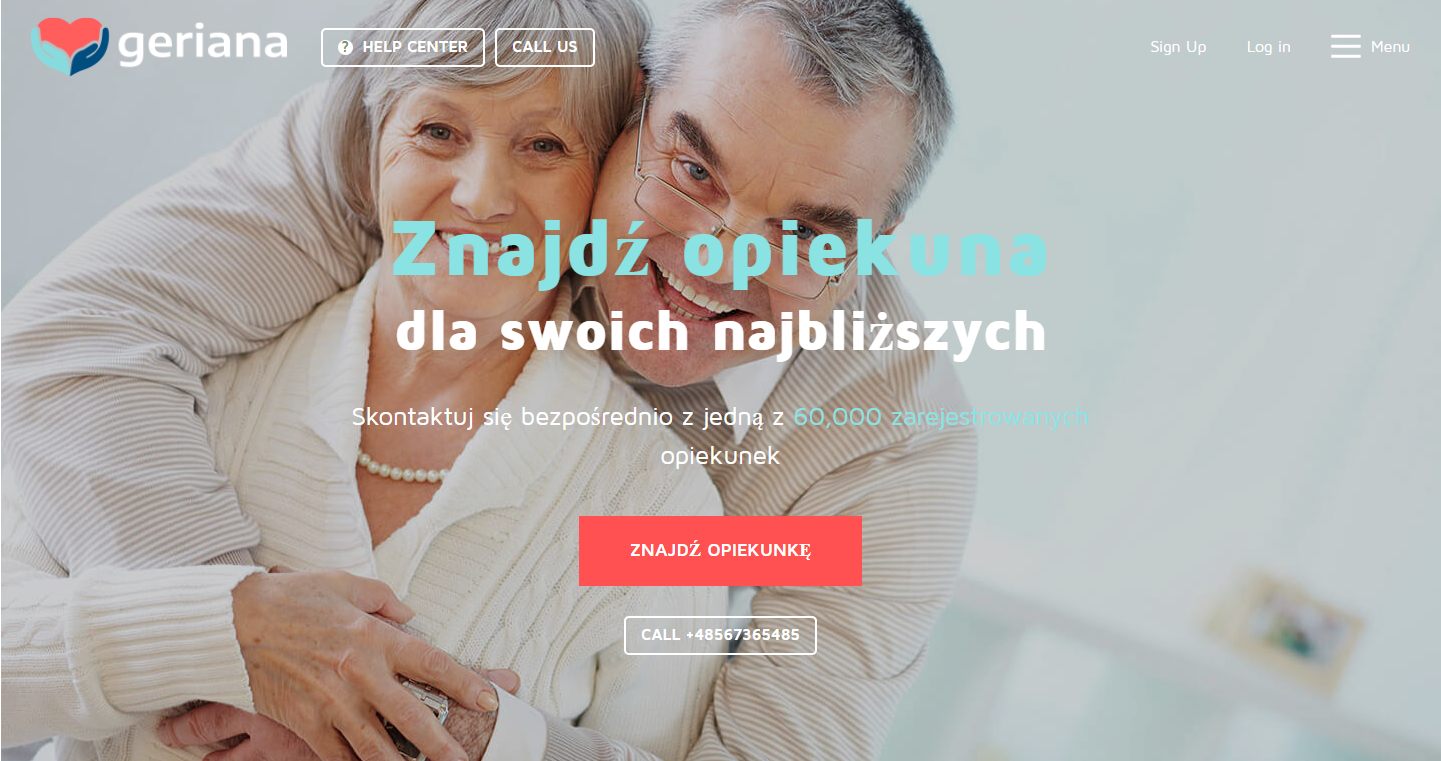 geriana
? HELP CENTER
CALL US
Sign Up
Log in
Menu
Znajdź opiekuna
dla swoich najbliższych
Skontaktuj się bezpośrednio z jedną z 60,000 zarejestrowanych
opiekunek
ZNAJDŹ OPIEKUNKĘ
CALL +48567365485